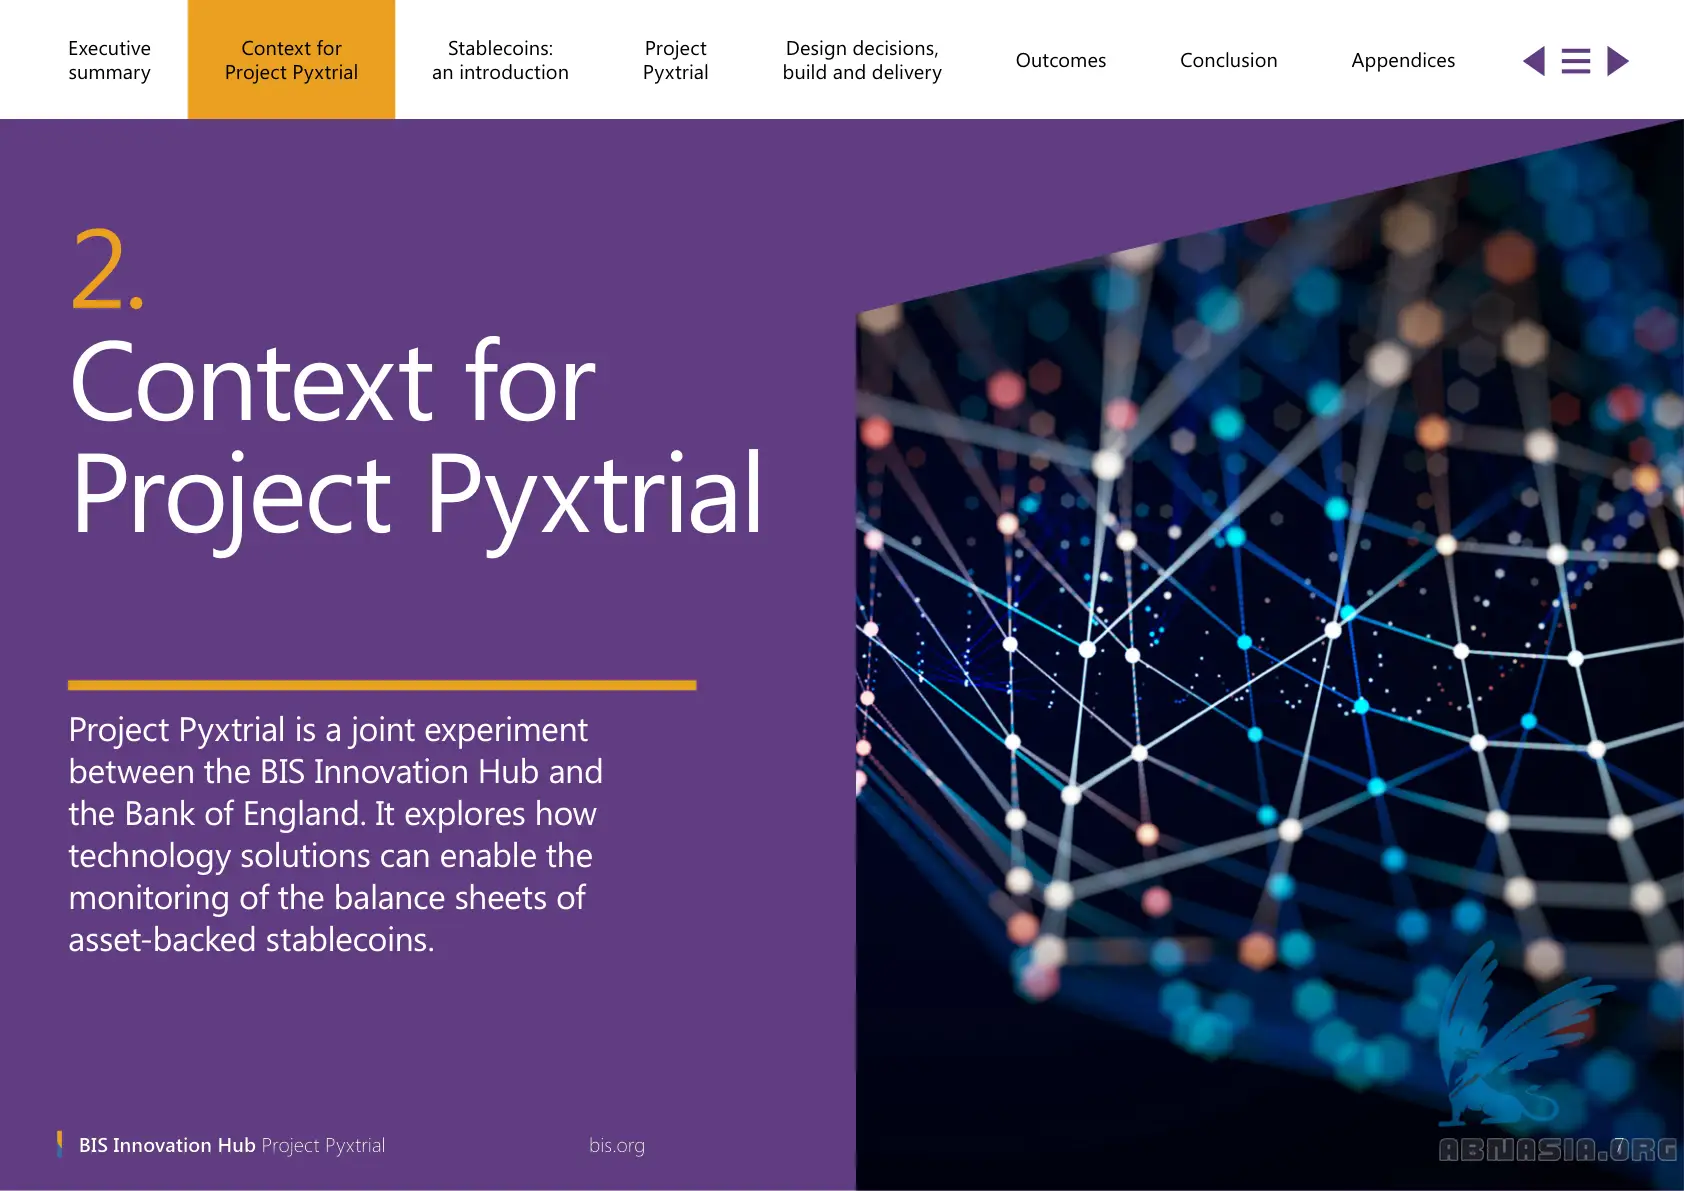 Executive
summary
Context for
Project Pyxtrial
Stablecoins:
an introduction
Project
Pyxtrial
Design decisions,
build and delivery
Outcomes
Conclusion
Appendices
2.
Context for
Project Pyxtrial
Project Pyxtrial is a joint experiment
between the BIS Innovation Hub and
the Bank of England. It explores how
technology solutions can enable the
monitoring of the balance sheets of
asset-backed stablecoins.
BIS Innovation Hub Project Pyxtrial
bis.org
7
ABNASIA.ORG